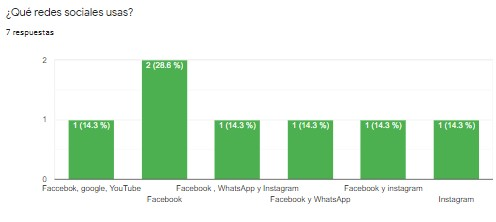 ¿Qué redes sociales usas?
7 respuestas
2
1
0
1 (14.3 %)
2 (28.6 %)
1 (14.3 %)
1 (14.3 %)
1 (14.3 %)
1 (14.3 %)
Faccebok, google, YouTube
Facebook
Facebook , WhatsApp y Instagram
Facebook y WhatsApp
Facebook y instagram
Instagram